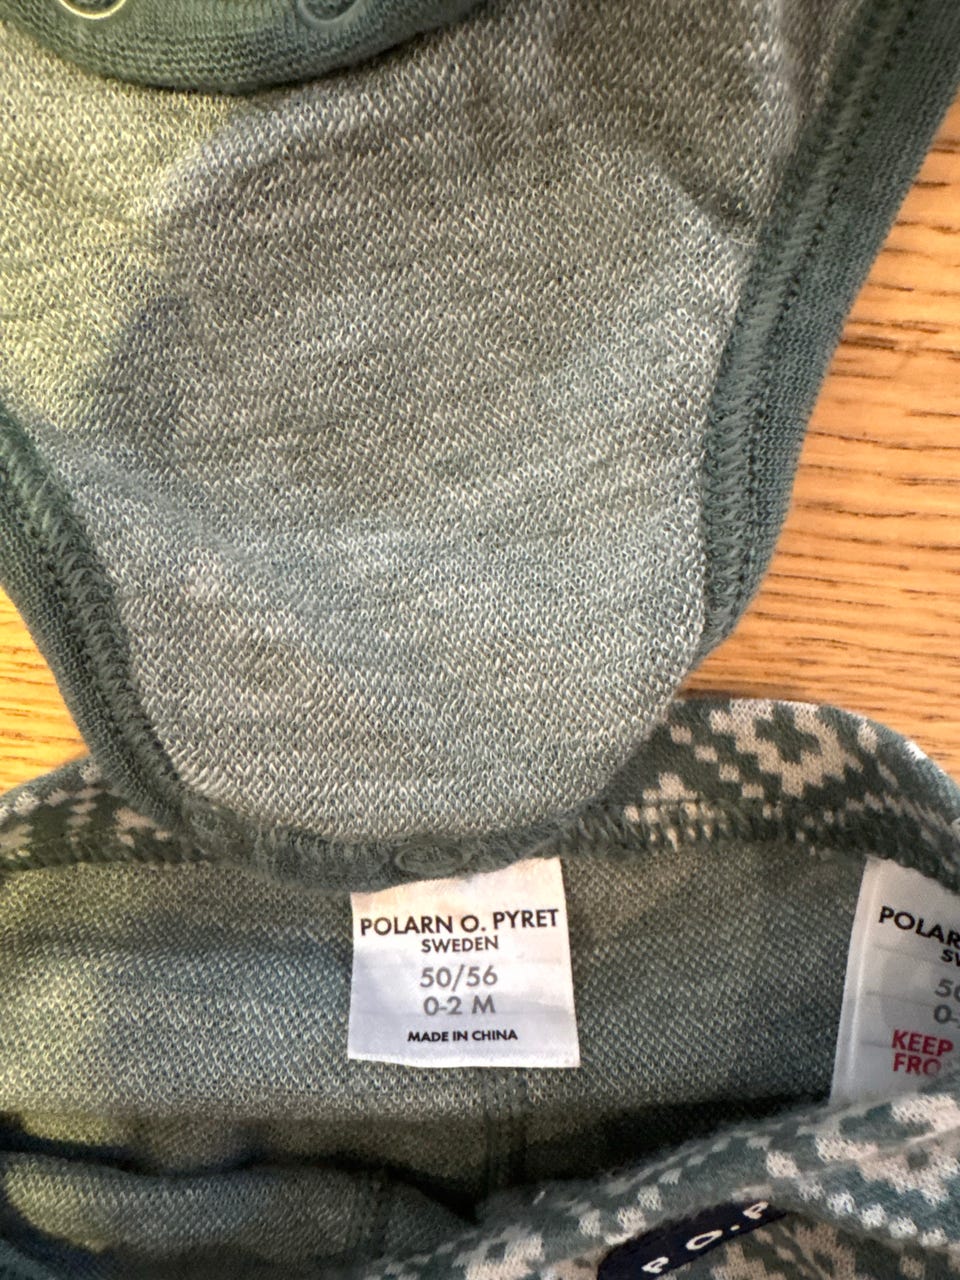 POLARN O. PYRET
SWEDEN
50/56
0-2 M
MADE IN CHINA
POLAR
KEEP
FRO
P.O.P